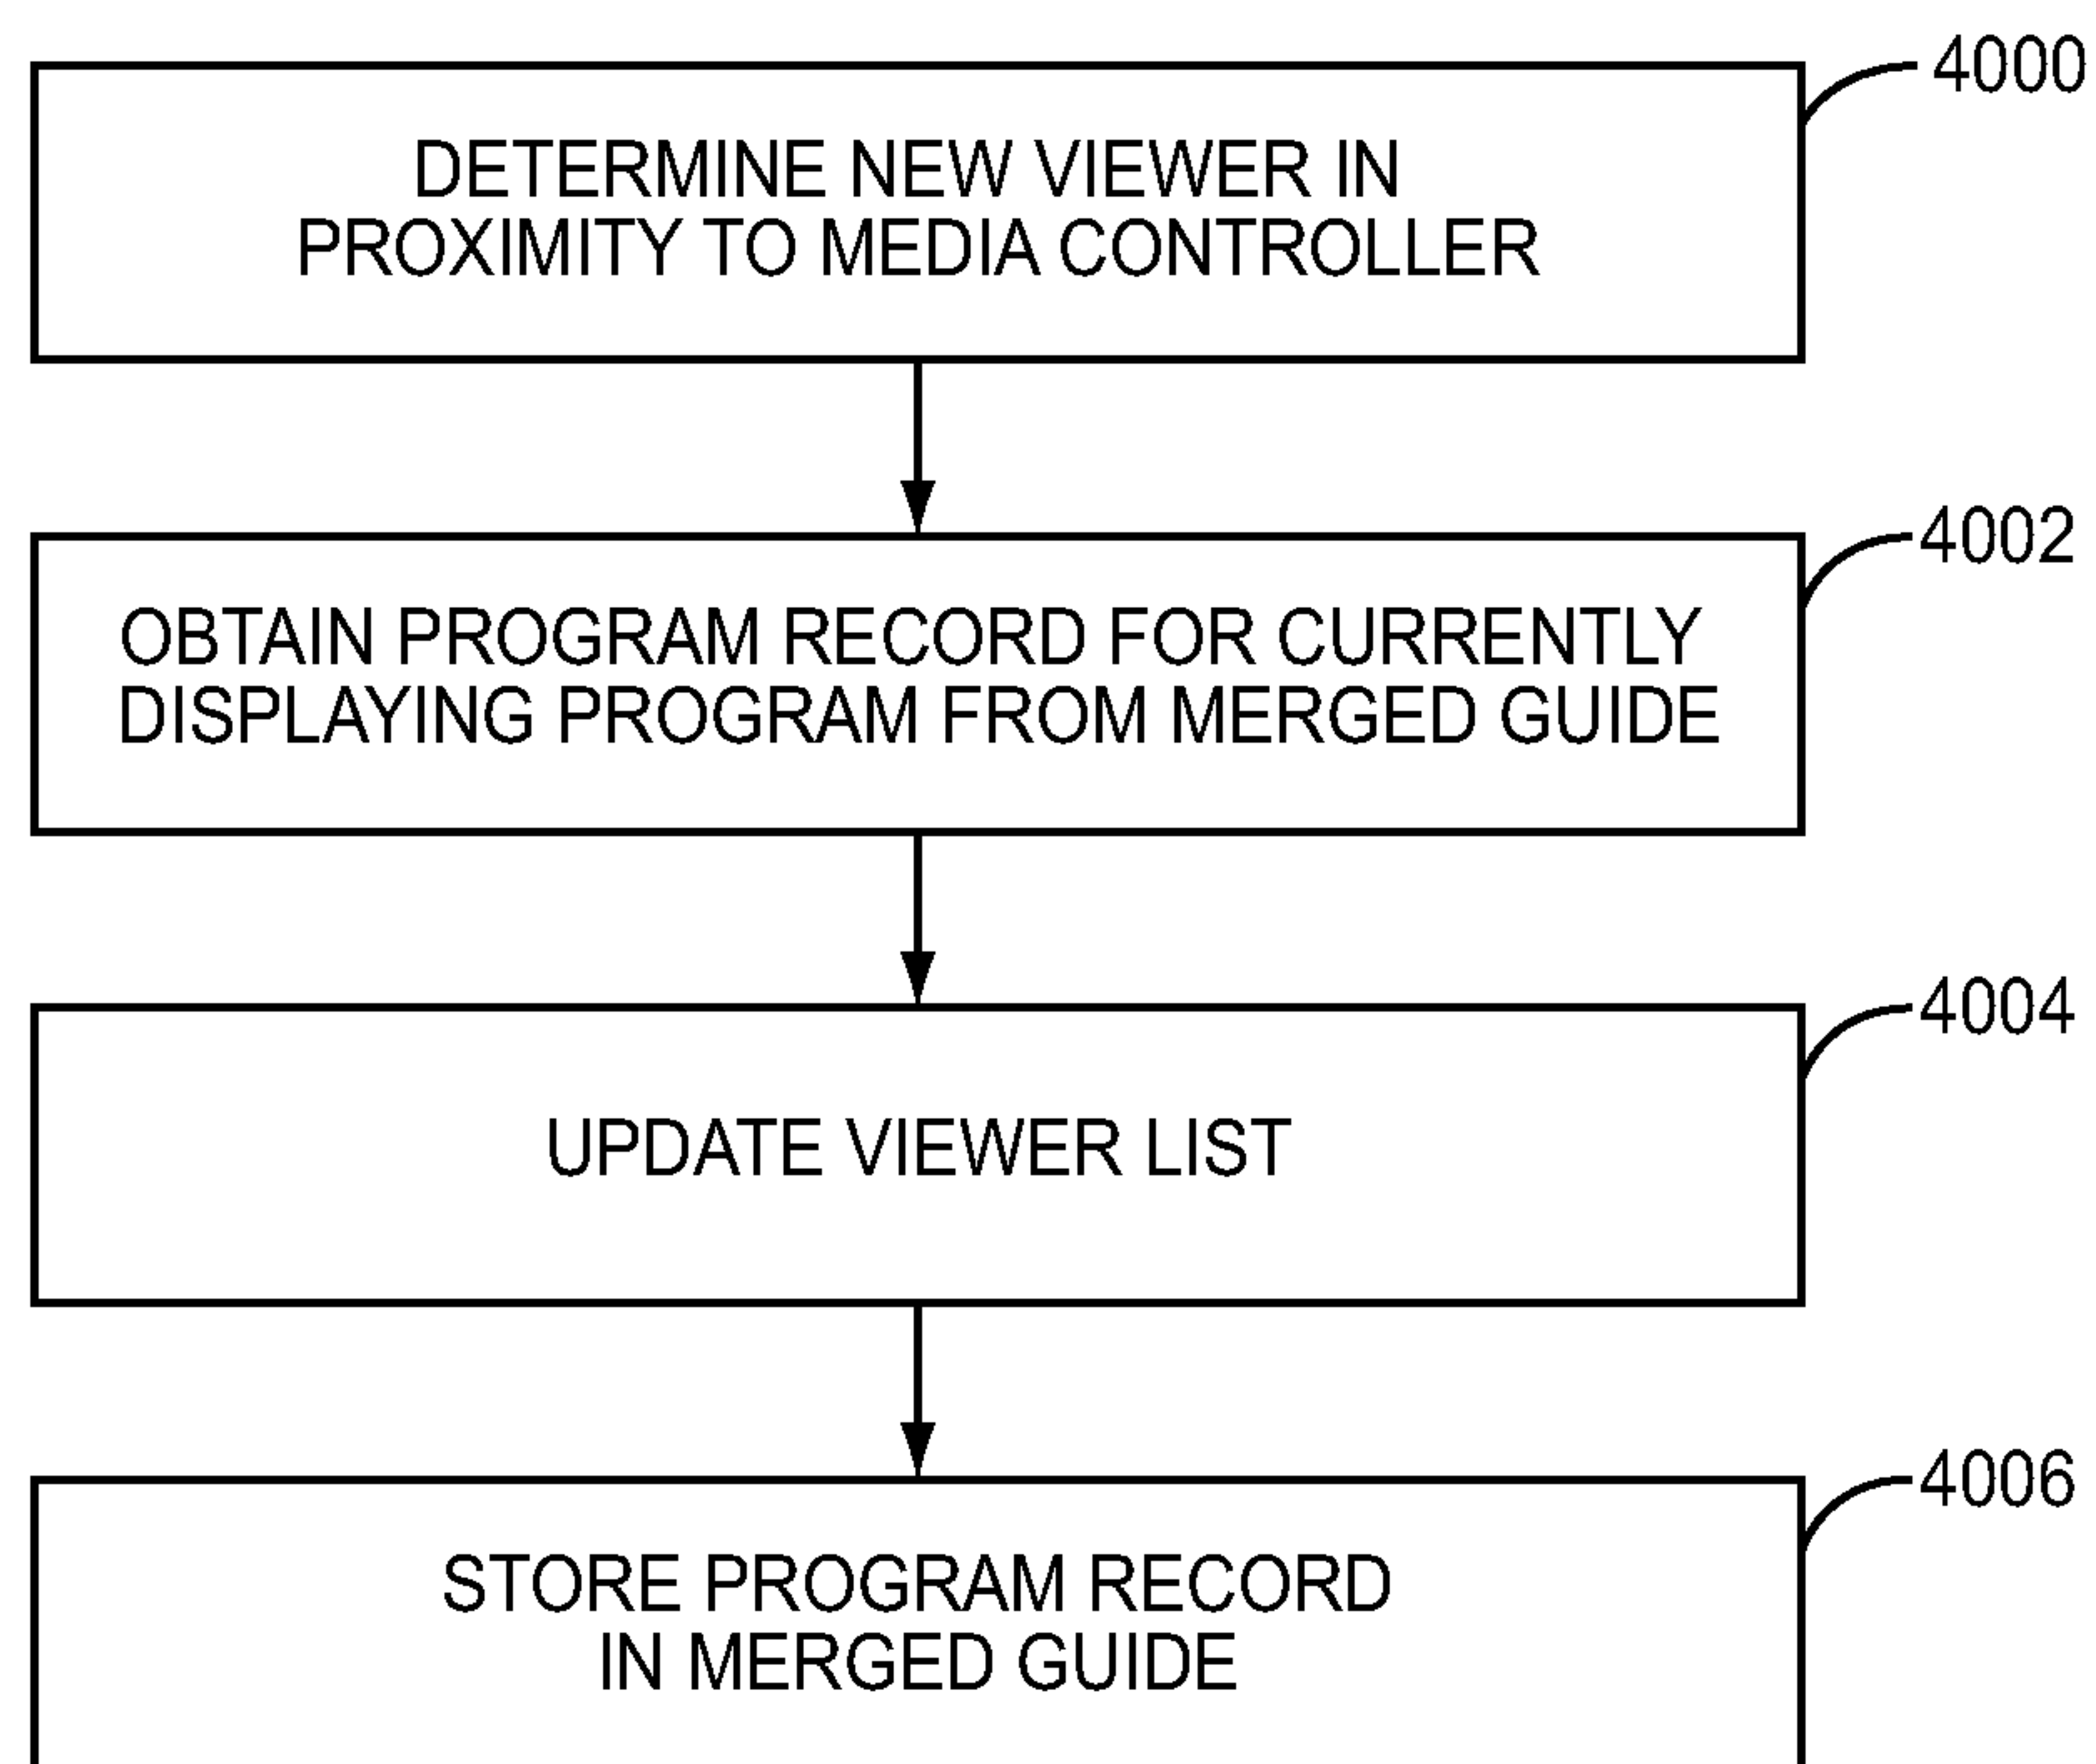 4000
DETERMINE NEW VIEWER IN
PROXIMITY TO MEDIA CONTROLLER
4002
OBTAIN PROGRAM RECORD FOR CURRENTLY
DISPLAYING PROGRAM FROM MERGED GUIDE
4004
UPDATE VIEWER LIST
4006
STORE PROGRAM RECORD
IN MERGED GUIDE